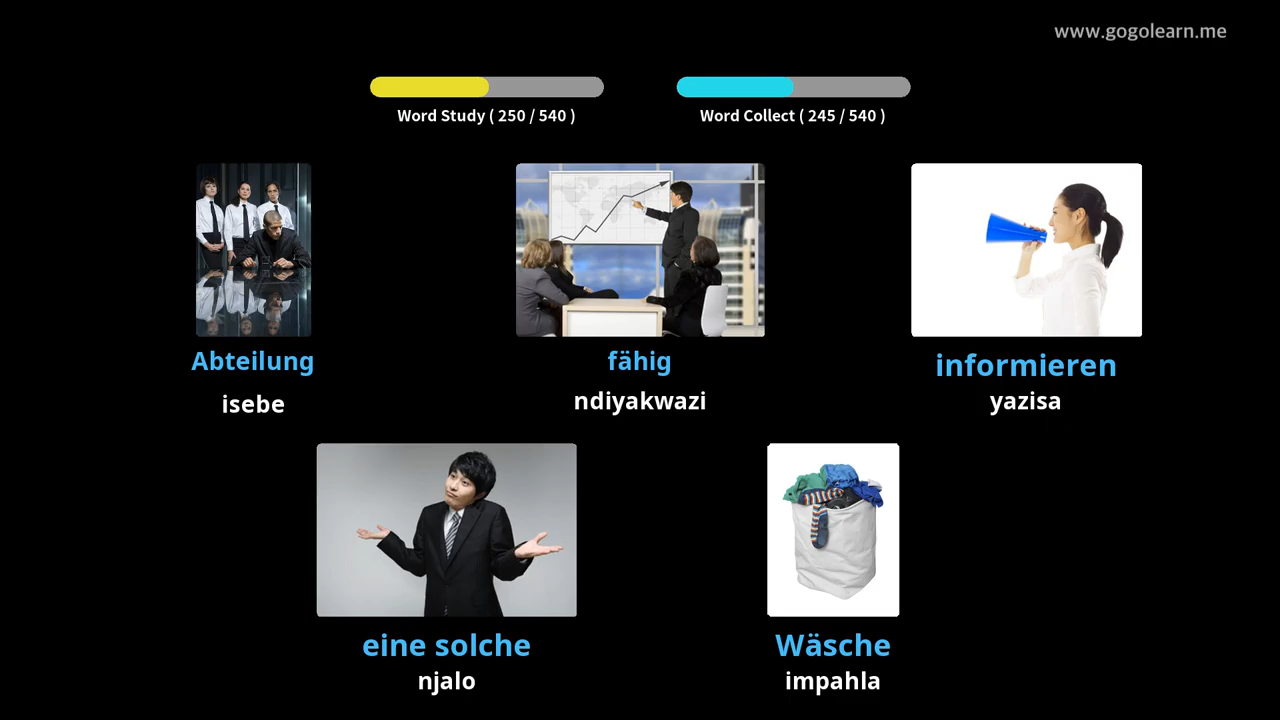 www.gogolearn.me
Word Study ( 250 / 540 )
Word Collect ( 245 / 540 )
Abteilung
isebe
fähig
ndiyakwazi
informieren
yazisa
eine solche
njalo
Wäsche
impahla